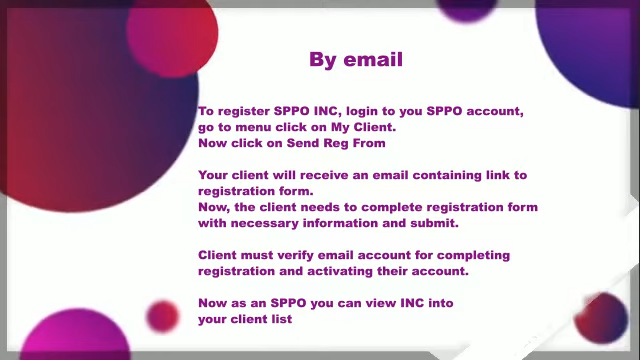 By email
To register SPPO INC, login to you SPPO account,
go to menu click on My Client.
Now click on Send Reg From
Your client will receive an email containing link to
registration form.
Now, the client needs to complete registration form
with necessary information and submit.
Client must verify email account for completing
registration and activating their account.
Now as an SPPO you can view INC into
your client list